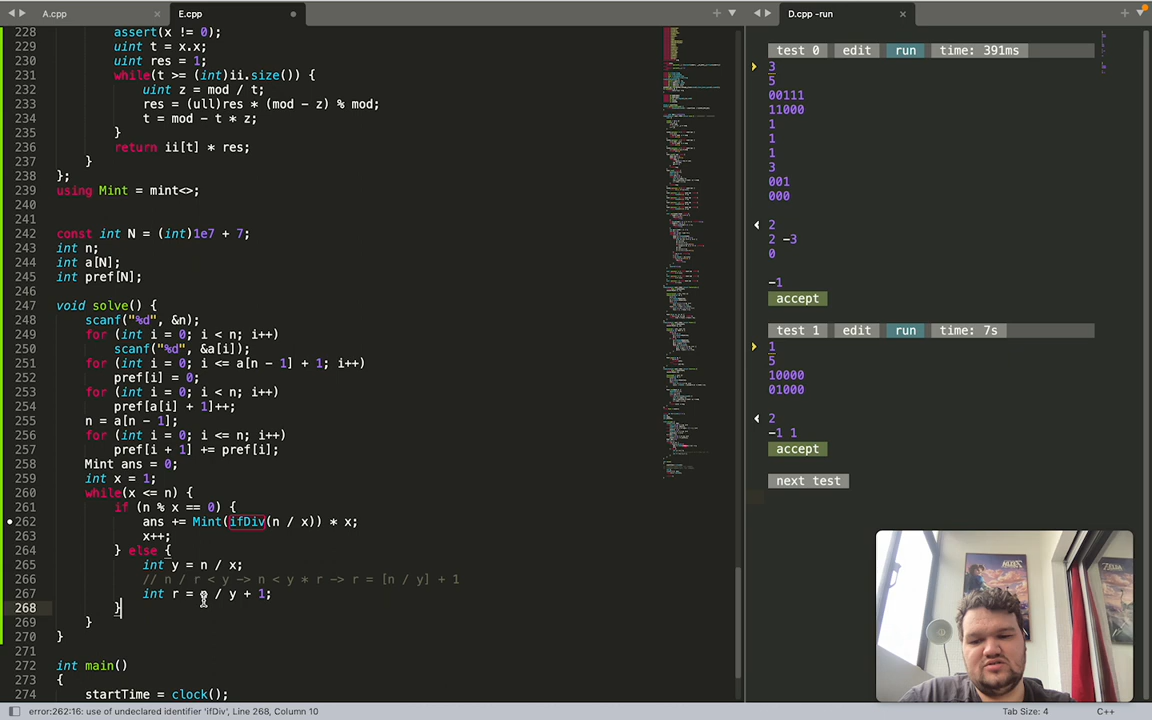 A.cpp × E.cpp
D.cpp -run ×
228 assert(x != 0);
229 uint t = x.x;
230 uint res = 1;
231 while(t >= (int)ii.size()) {
232 uint z = mod / t;
233 res = (ull)res * (mod - z) % mod;
234 t = mod - t * z;
235 }
236 return ii[t] * res;
237 }
238 };
239 using Mint = mint<>;
240
241
242 const int N = (int)1e7 + 7;
243 int n;
244 int a[N];
245 int pref[N];
246
247 void solve() {
248 scanf("%d", &n);
249 for (int i = 0; i < n; i++)
250 scanf("%d", &a[i]);
251 for (int i = 0; i <= a[n - 1] + 1; i++)
252 pref[i] = 0;
253 for (int i = 0; i < n; i++)
254 pref[a[i] + 1]++;
255 n = a[n - 1];
256 for (int i = 0; i <= n; i++)
257 pref[i + 1] += pref[i];
258 Mint ans = 0;
259 int x = 1;
260 while(x <= n) {
261 if (n % x == 0) {
262 ans += Mint(ifDiv(n / x)) * x;
263 x++;
264 } else {
265 int y = n / x;
266 // n / r < y -> n < y * r -> r = [n / y] + 1
267 int r = n / y + 1;
268 }
269 }
270 }
271
272 int main()
273 {
274 startTime = clock();
test 0 edit run time: 391ms
3
5
00111
11000
1
1
1
3
001
000
2
2 -3
0
-1
accept
test 1 edit run time: 7s
1
5
10000
01000
2
-1 1
accept
next test
ZELDA
error:262:16: use of undeclared identifier 'ifDiv', Line 268, Column 10
Tab Size: 4
C++